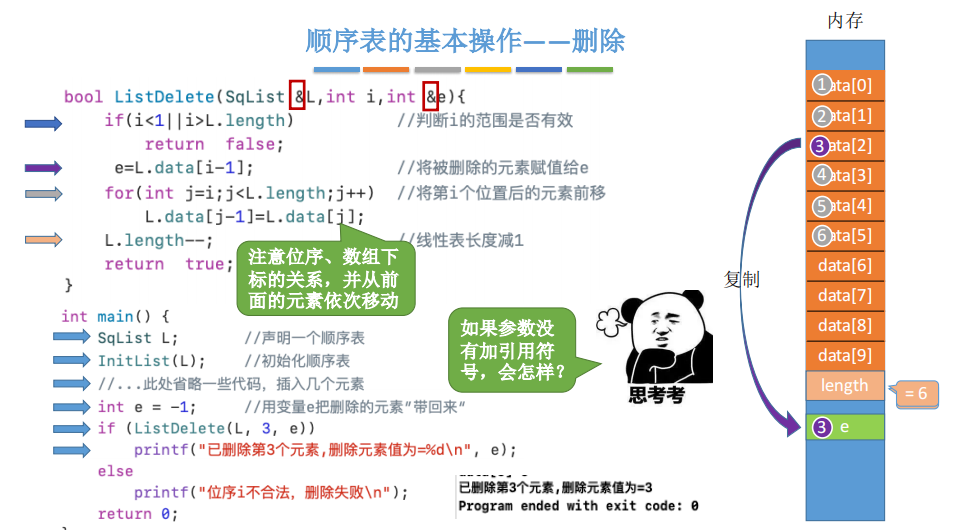 顺序表的基本操作——删除
bool ListDelete(SqList &L,int i,int &e){
if(i<1||i>L.length) //判断i的范围是否有效
return false;
e=L.data[i-1]; //将被删除的元素赋值给e
for(int j=i;j<L.length;j++) //将第i个位置后的元素前移
L.data[j-1]=L.data[j];
L.length--; //线性表长度减1
return true;
}
注意位序、数组下
标的关系，并从前
面的元素依次移动
int main() {
SqList L; //声明一个顺序表
InitList(L); //初始化顺序表
//...此处省略一些代码，插入几个元素
int e = -1; //用变量e把删除的元素"带回来"
if (ListDelete(L, 3, e))
printf("已删除第3个元素,删除元素值为=%d\n", e);
else
printf("位序i不合法，删除失败\n");
return 0;
如果参数没
有加引用符
号，会怎样？
思考考
已删除第3个元素,删除元素值为=3
Program ended with exit code: 0
内存
1 ata[0]
2 ata[1]
3 ata[2]
4 ata[3]
5 ata[4]
6 ata[5]
data[6]
data[7]
data[8]
data[9]
length
= 6
复制
3 e